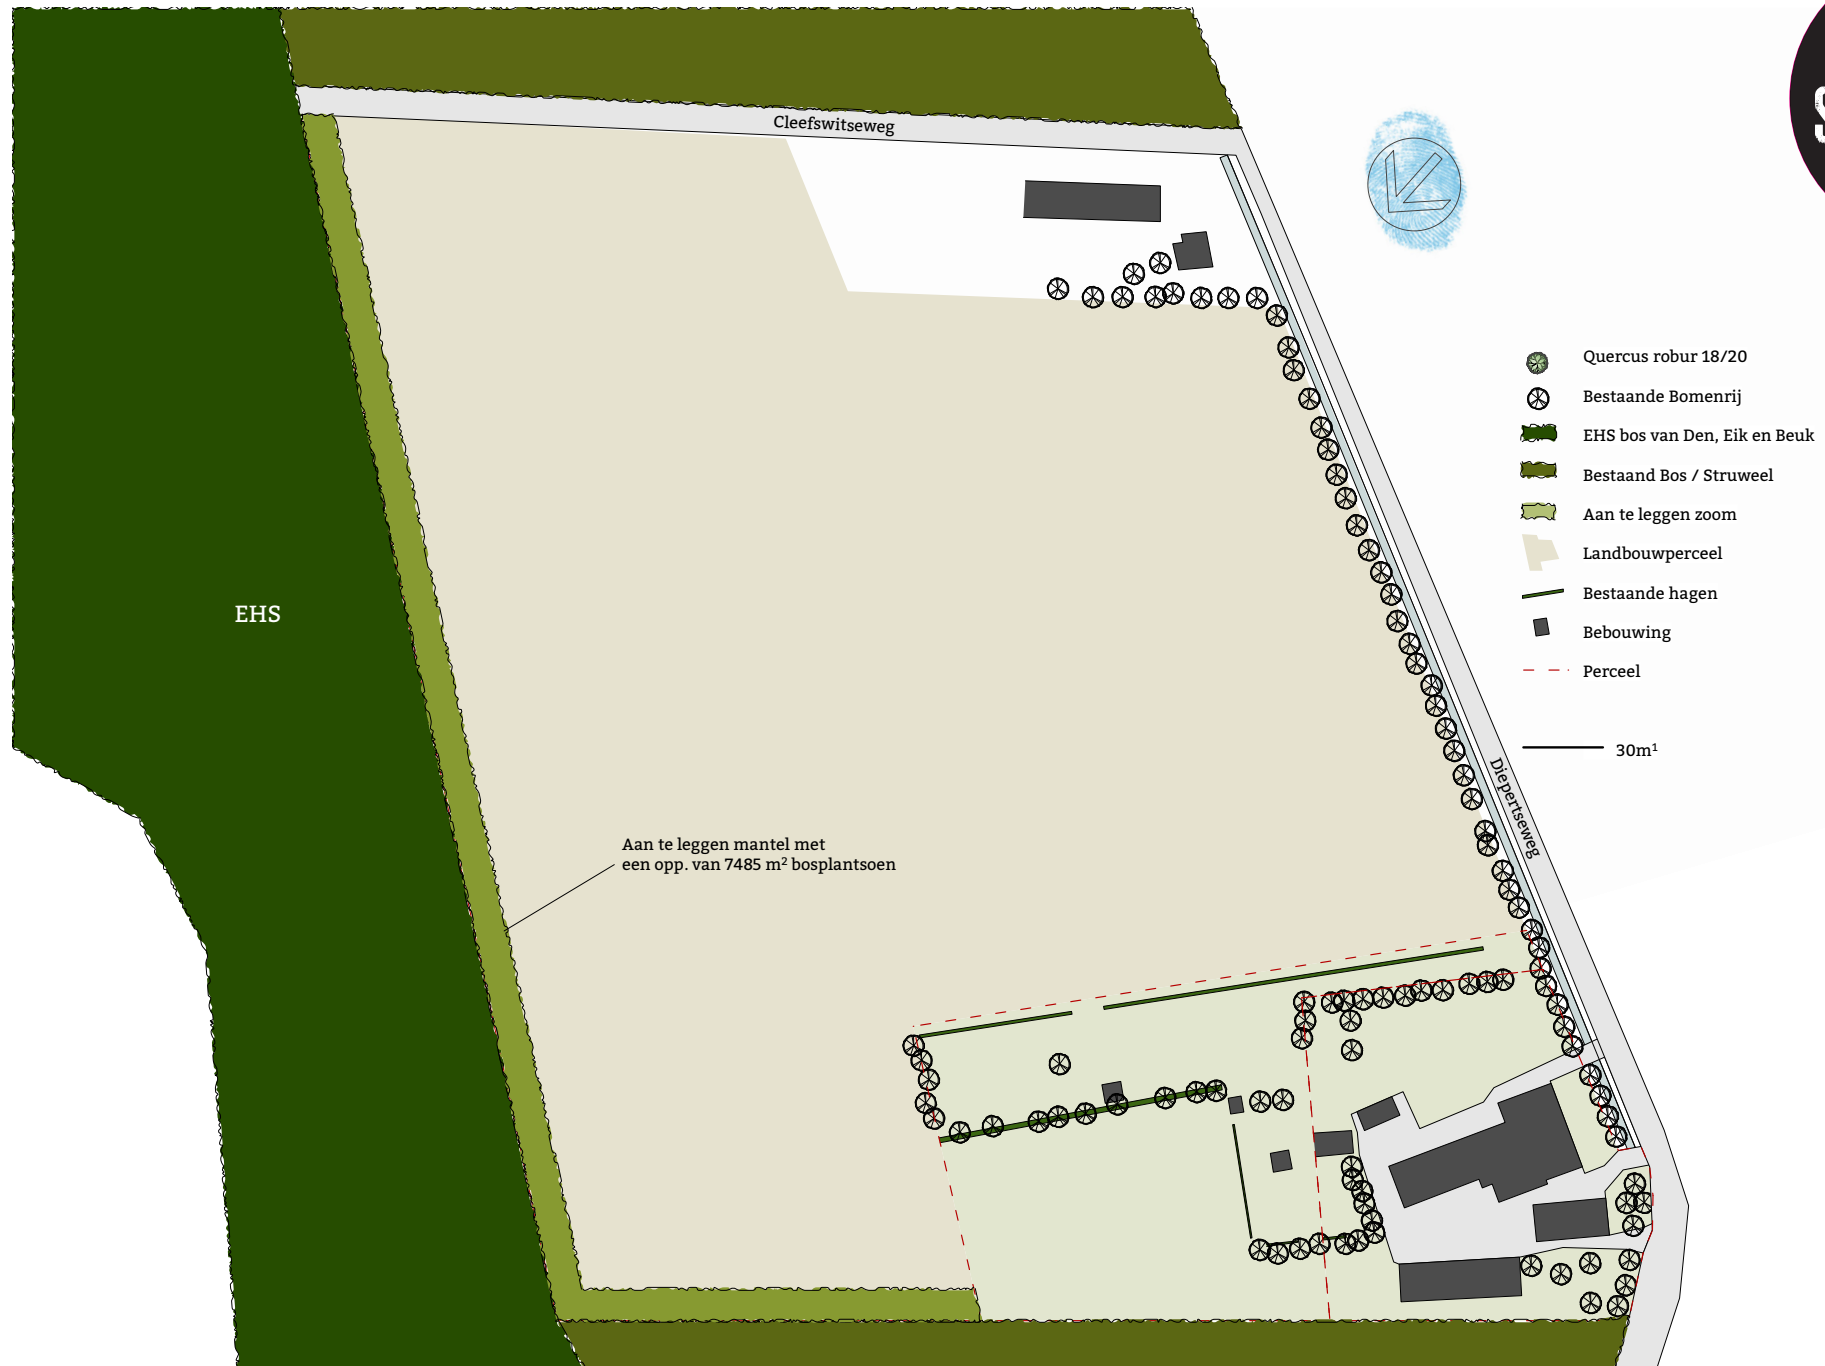 Cleefswitseweg
Quercus robur 18/20
Bestaande Bomenrij
EHS bos van Den, Eik en Beuk
Bestaand Bos / Struweel
Aan te leggen zoom
Landbouwperceel
Bestaande hagen
Bebouwing
Perceel
30m¹
EHS
Diepertseweg
Aan te leggen mantel met
een opp. van 7485 m² bosplantsoen